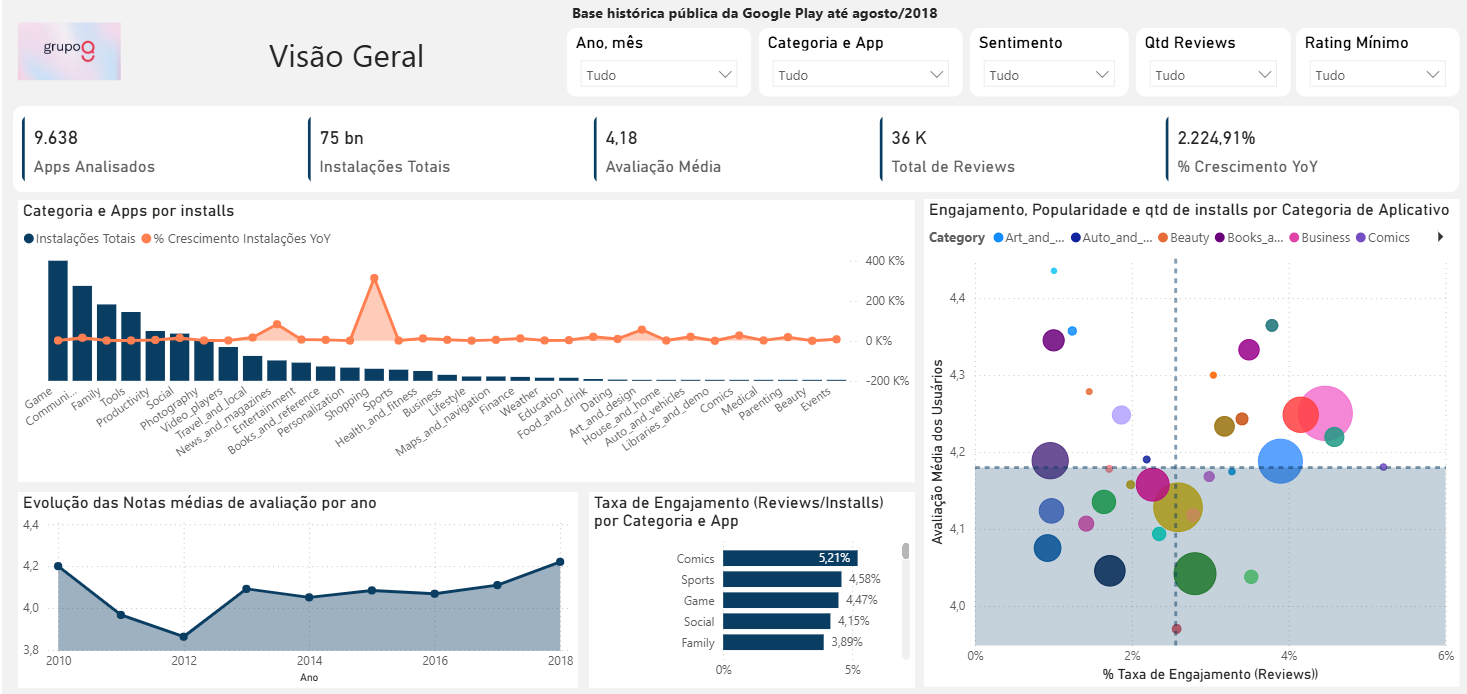 Base histórica pública da Google Play até agosto/2018
grupo
Visão Geral
Ano, mês
Tudo
Categoria e App
Tudo
Sentimento
Tudo
Qtd Reviews
Tudo
Rating Mínimo
Tudo
9.638
Apps Analisados
75 bn
Instalações Totais
4,18
Avaliação Média
36 K
Total de Reviews
2.224,91%
% Crescimento YoY
Categoria e Apps por installs
Instalações Totais
% Crescimento Instalações YoY
400 K%
200 K%
0 K%
-200 K%
Game
Communi...
Family
Tools
Productivity
Social
Photography
Video_players
Travel_and_local
News_and_magazines
Entertainment
Books_and_reference
Personalization
Shopping
Sports
Health_and_fitness
Business
Lifestyle
Maps_and_navigation
Finance
Weather
Education
Food_and_drink
Dating
Art_and_design
House_and_home
Auto_and_vehicles
Libraries_and_demo
Comics
Medical
Parenting
Beauty
Events
Engajamento, Popularidade e qtd de installs por Categoria de Aplicativo
Category
Art_and_...
Auto_and_...
Beauty
Books_a...
Business
Comics
Avaliação Média dos Usuários
4,4
4,3
4,2
4,1
4,0
0%
2%
4%
6%
% Taxa de Engajamento (Reviews))
Evolução das Notas médias de avaliação por ano
4,4
4,2
4,0
3,8
2010
2012
2014
2016
2018
Ano
Taxa de Engajamento (Reviews/Installs)
por Categoria e App
Comics
5,21%
Sports
4,58%
Game
4,47%
Social
4,15%
Family
3,89%
0%
5%